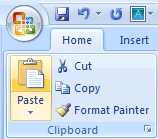 Home Insert
Cut
Copy
Paste
Format Painter
Clipboard